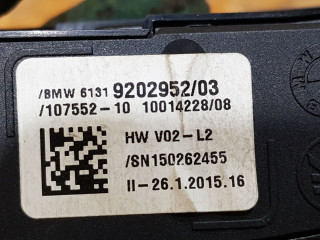 /BMW 6131 9202952/03
/107552-10 10014228/08
HW V02-L2
/SN150262455
II-26.1.2015.16